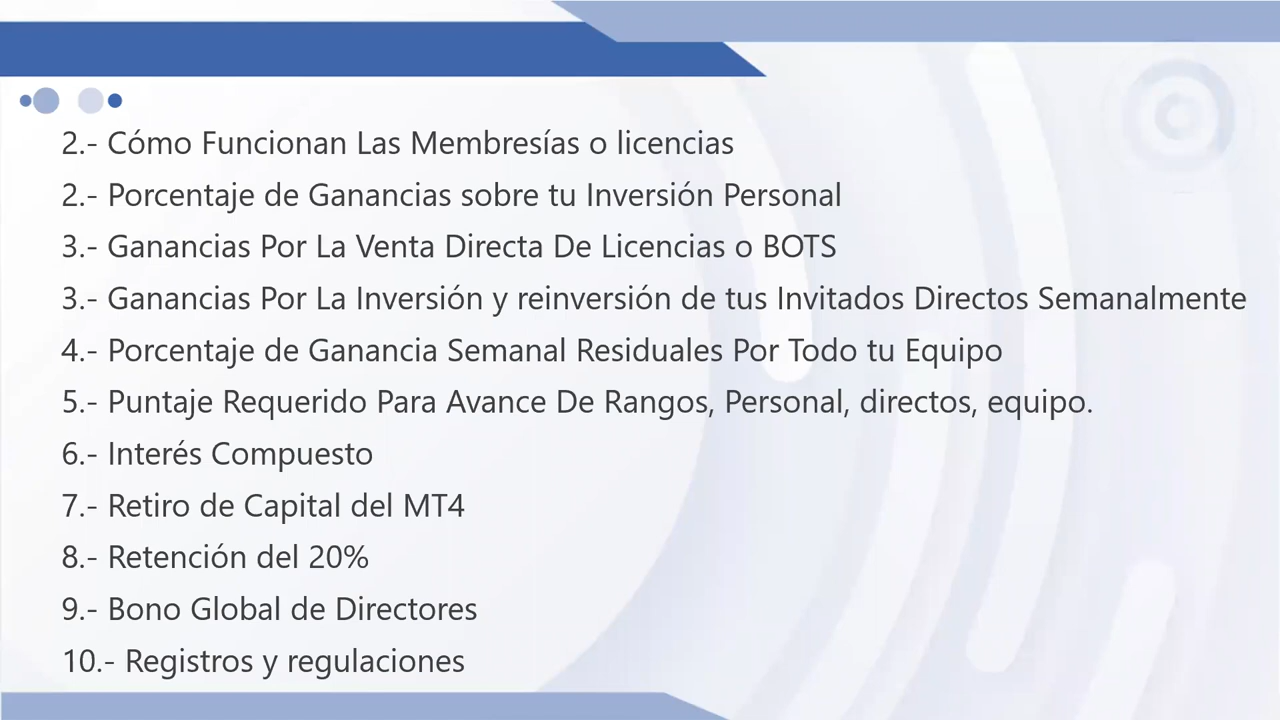 2.- Cómo Funcionan Las Membresías o licencias
2.- Porcentaje de Ganancias sobre tu Inversión Personal
3.- Ganancias Por La Venta Directa De Licencias o BOTS
3.- Ganancias Por La Inversión y reinversión de tus Invitados Directos Semanalmente
4.- Porcentaje de Ganancia Semanal Residuales Por Todo tu Equipo
5.- Puntaje Requerido Para Avance De Rangos, Personal, directos, equipo.
6.- Interés Compuesto
7.- Retiro de Capital del MT4
8.- Retención del 20%
9.- Bono Global de Directores
10.- Registros y regulaciones